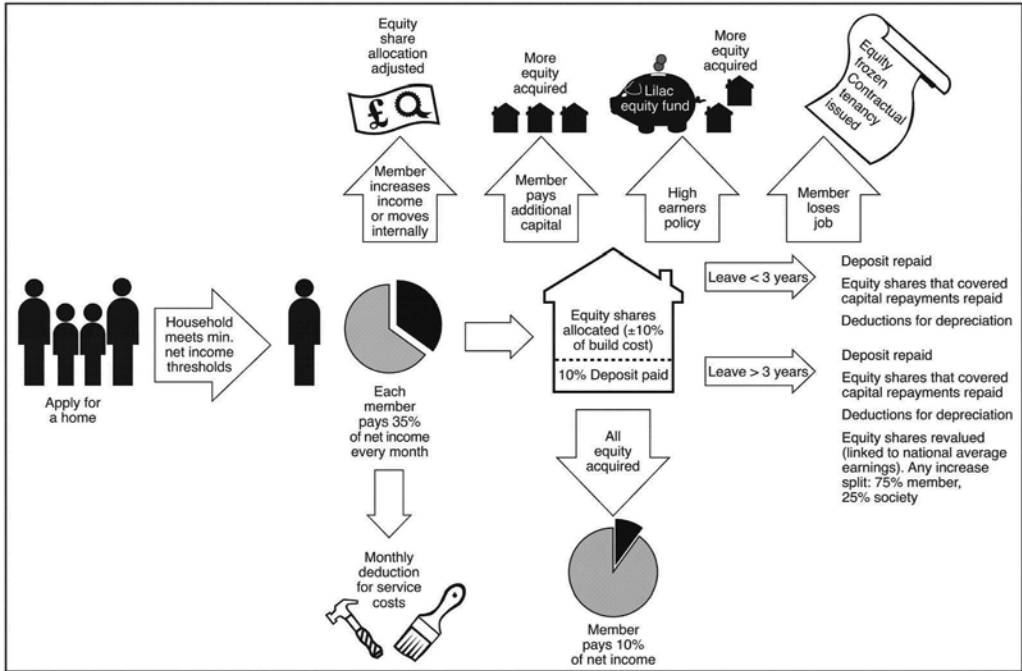 Equity
share
allocation
adjusted
£
More
equity
acquired
Lilac
equity fund
More
equity
acquired
Equity
frozen
Contractual
tenancy
issued
Member
increases
income
or moves
internally
Member
pays
additional
capital
High
earners
policy
Member
loses
job
Apply for
a home
Household
meets min.
net income
thresholds
Each
member
pays 35%
of net income
every month
Monthly
deduction
for service
costs
Equity shares
allocated (±10%
of build cost)
10% Deposit paid
All
equity
acquired
Member
pays 10%
of net income
Leave < 3 years
Deposit repaid
Equity shares that covered
capital repayments repaid
Deductions for depreciation
Leave > 3 years
Deposit repaid
Equity shares that covered
capital repayments repaid
Deductions for depreciation
Equity shares revalued
(linked to national average
earnings). Any increase
split: 75% member,
25% society